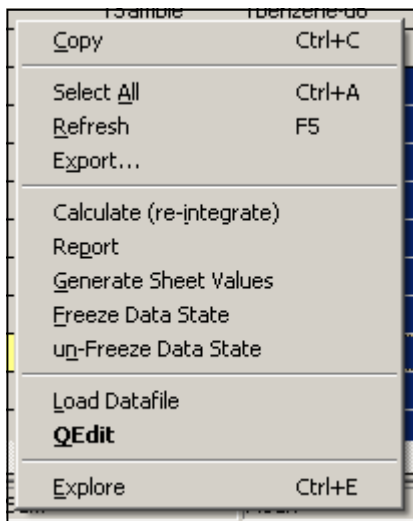 Copy Ctrl+C
Select All Ctrl+A
Refresh F5
Export...
Calculate (re-integrate)
Report
Generate Sheet Values
Freeze Data State
un-Freeze Data State
Load Datafile
QEdit
Explore Ctrl+E